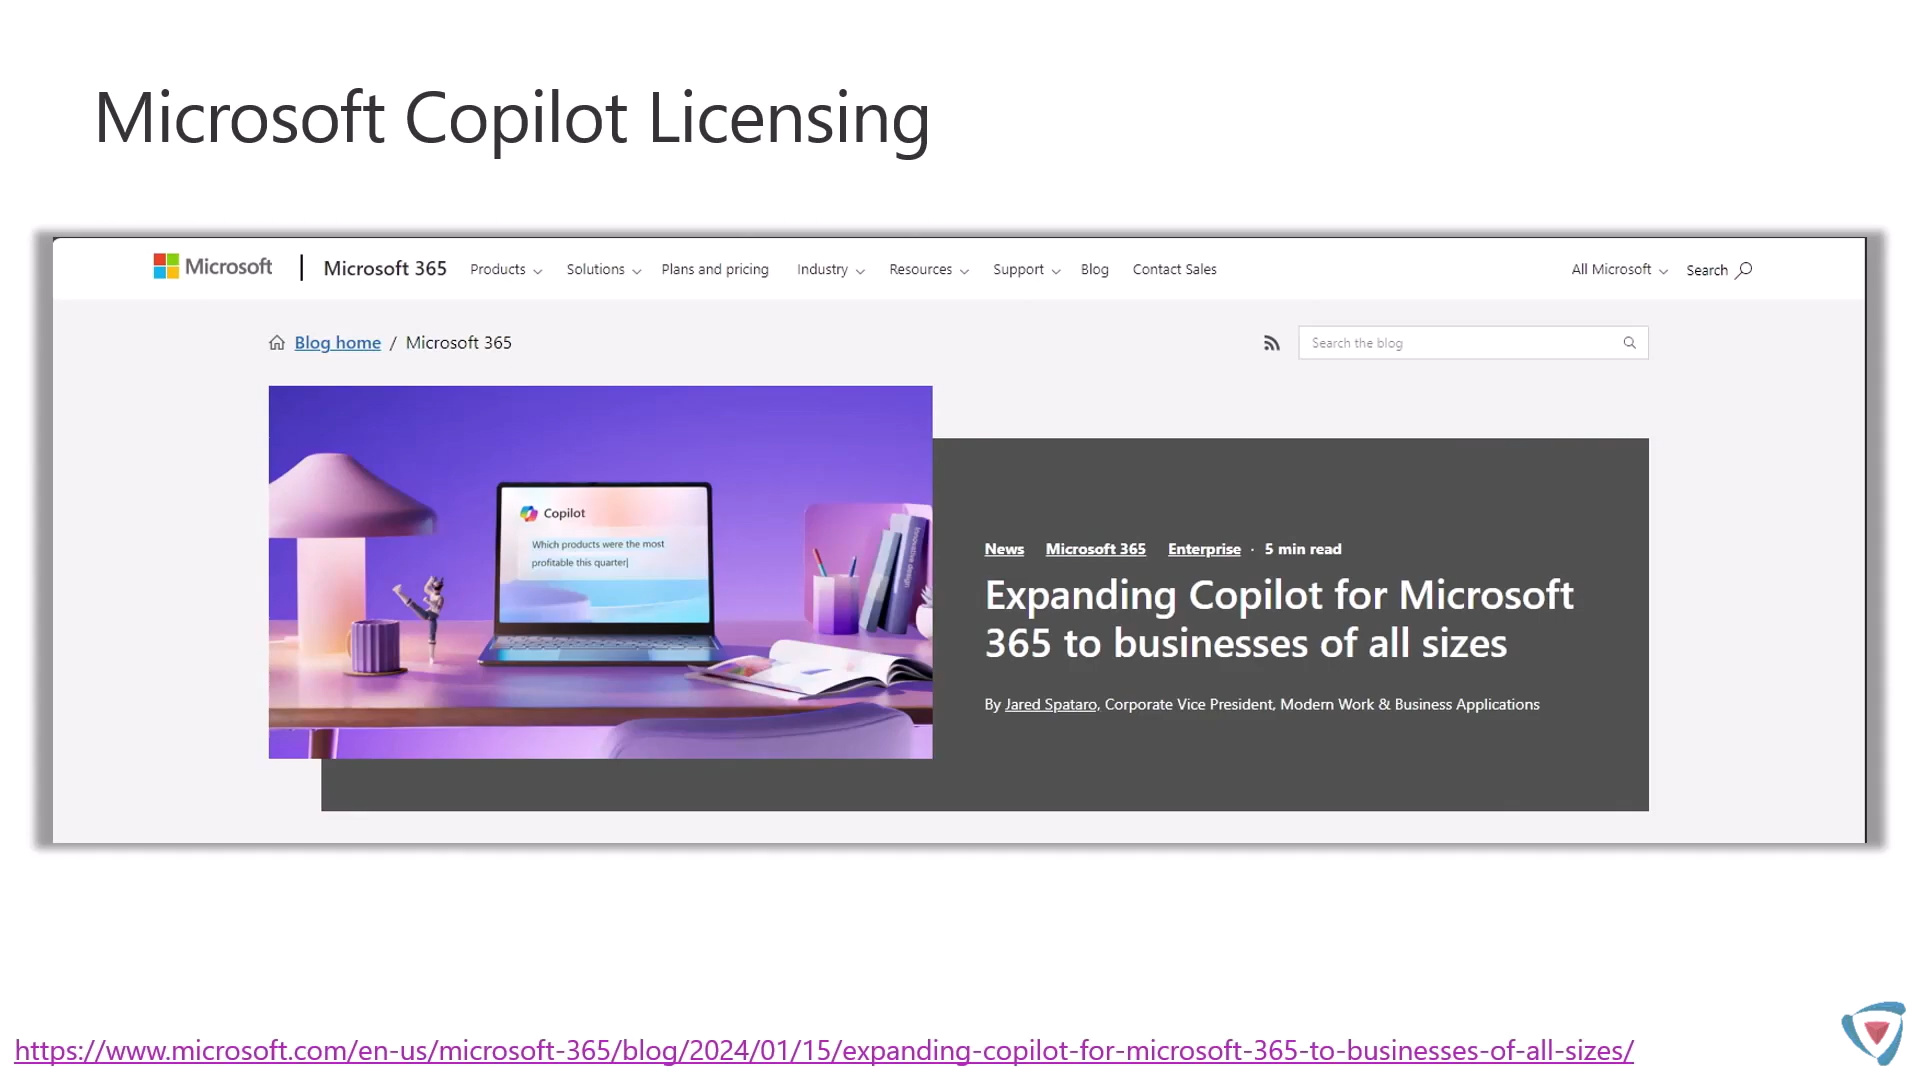 Microsoft Copilot Licensing
Microsoft | Microsoft 365 Products Solutions Plans and pricing Industry Resources Support Blog Contact Sales All Microsoft Search
Blog home / Microsoft 365
Search the blog
Copilot
Which products were the most
profitable this quarter|
Innovative design
News Microsoft 365 Enterprise · 5 min read
Expanding Copilot for Microsoft
365 to businesses of all sizes
By Jared Spataro, Corporate Vice President, Modern Work & Business Applications
https://www.microsoft.com/en-us/microsoft-365/blog/2024/01/15/expanding-copilot-for-microsoft-365-to-businesses-of-all-sizes/